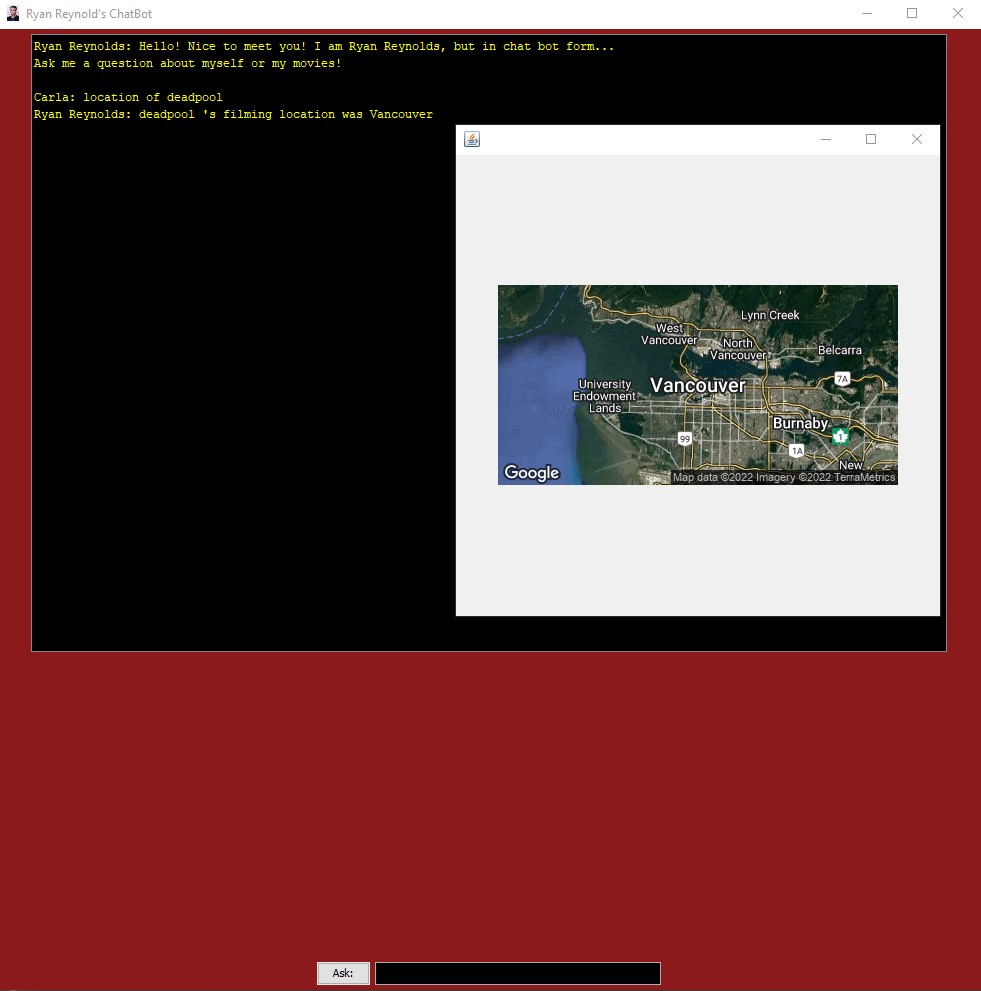 Ryan Reynold's ChatBot
Ryan Reynolds: Hello! Nice to meet you! I am Ryan Reynolds, but in chat bot form...
Ask me a question about myself or my movies!
Carla: location of deadpool
Ryan Reynolds: deadpool 's filming location was Vancouver
Lynn Creek
West
Vancouver
North
Vancouver
Belcarra
7A
University
Endowment
Lands
Vancouver
Burnaby
99
1
1A
New
Google
Map data ©2022 Imagery ©2022 TerraMetrics
Ask: